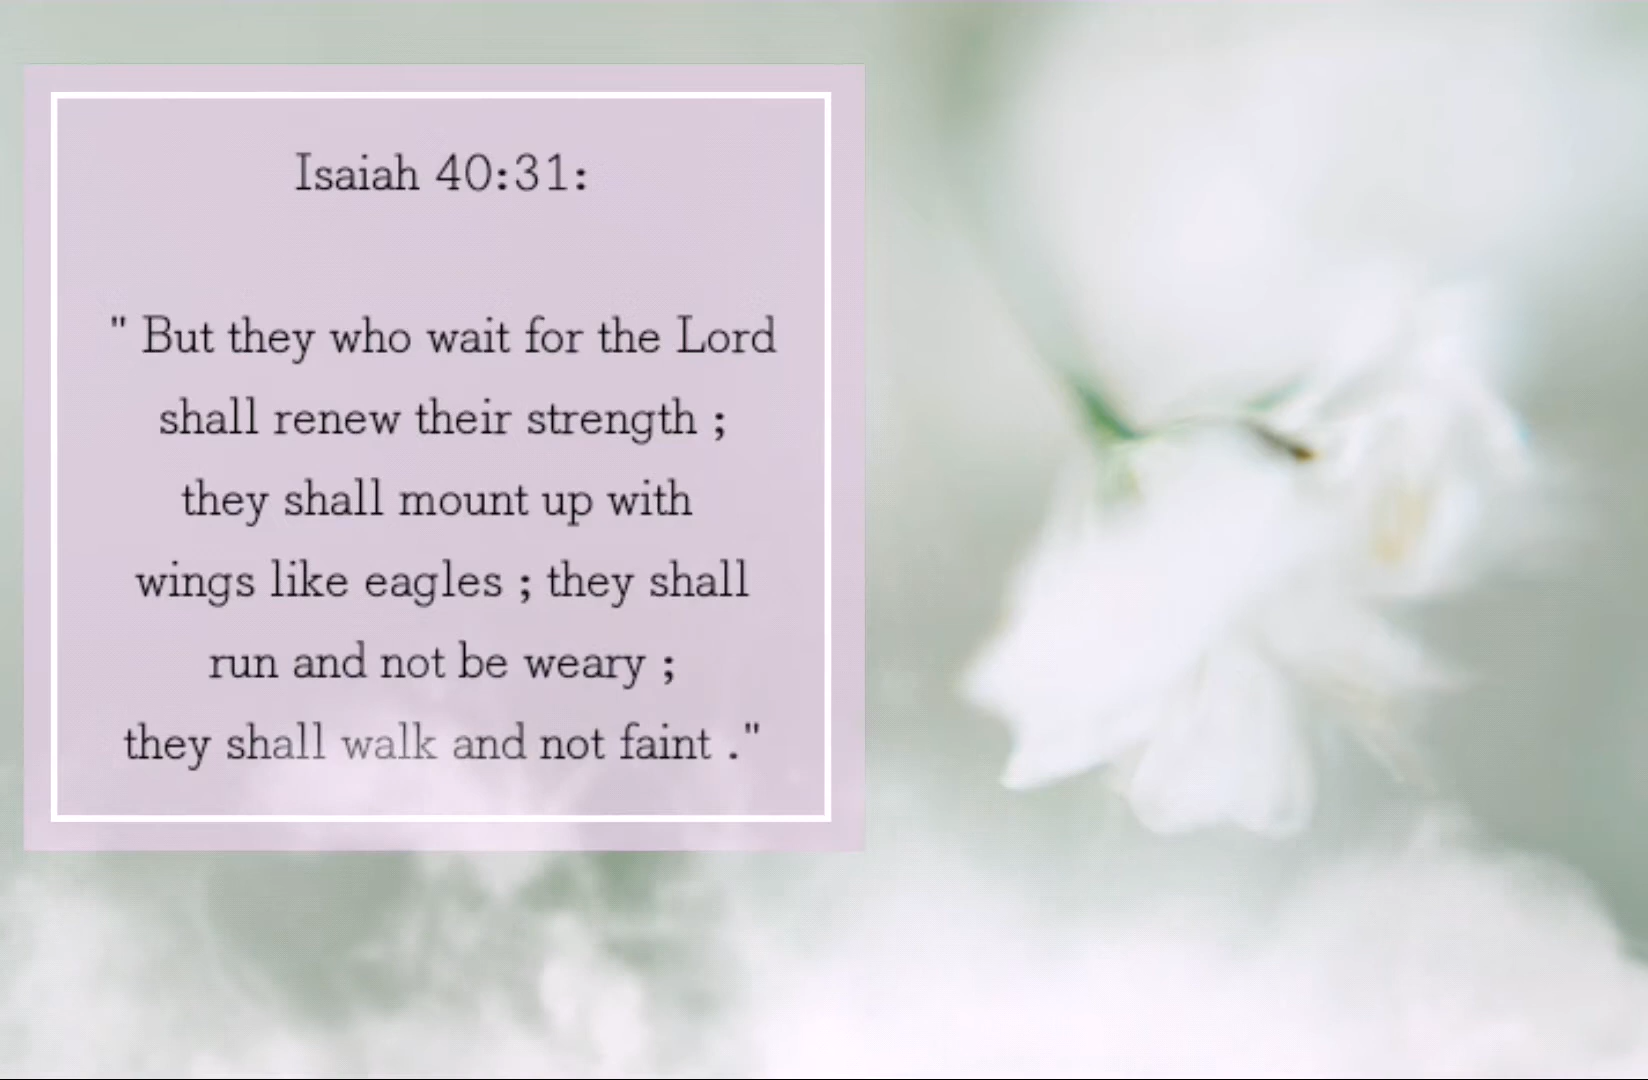 Isaiah 40:31:
" But they who wait for the Lord
shall renew their strength ;
they shall mount up with
wings like eagles ; they shall
run and not be weary ;
they shall walk and not faint ."